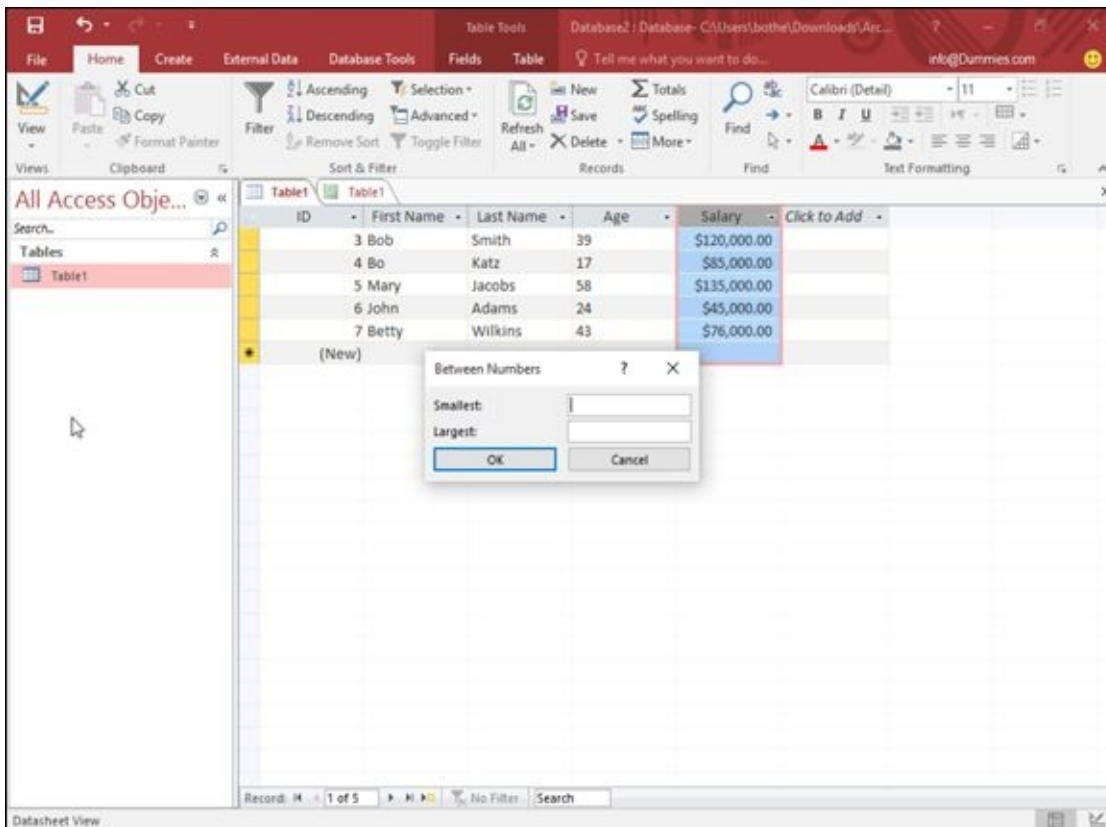 Table Tools Database2 : Database- C:\Users\bothe\Downloads\Arc... ?
File Home Create External Data Database Tools Fields Table Tell me what you want to do... info@Dummies.com
Cut Ascending Selection New Totals Calibri (Detail) 11
Copy Descending Advanced Save Spelling B I U
View Paste Format Painter Filter Remove Sort Toggle Filter Refresh All Delete More Find A
Views Clipboard Sort & Filter Records Find Text Formatting
All Access Obje... « Table1 Table1
Search...
Tables
Table1
ID First Name Last Name Age Salary Click to Add
3 Bob Smith 39 $120,000.00
4 Bo Katz 17 $85,000.00
5 Mary Jacobs 58 $135,000.00
6 John Adams 24 $45,000.00
7 Betty Wilkins 43 $76,000.00
(New)
Between Numbers ?
Smallest:
Largest:
OK Cancel
Record: 1 of 5 No Filter Search
Datasheet View